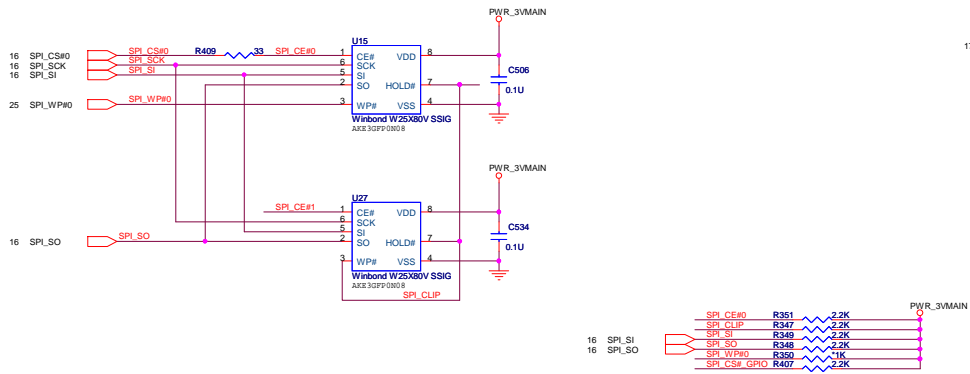 PWR_3VMAIN
U15
16 SPI_CS#0 SPI_CS#0 R409 33 SPI_CE#0 1 CE# VDD 8
16 SPI_SCK SPI_SCK 6 SCK
16 SPI_SI SPI_SI 5 SI
2 SO HOLD# 7
C506
0.1U
25 SPI_WP#0 SPI_WP#0 3 WP# VSS 4
Winbond W25X80V SSIG
AKE3GFP0N08
PWR_3VMAIN
U27
SPI_CE#1 1 CE# VDD 8
6 SCK
5 SI
16 SPI_SO SPI_SO 2 SO HOLD# 7
C534
0.1U
3 WP# VSS 4
Winbond W25X80V SSIG
AKE3GFP0N08
SPI_CLIP
PWR_3VMAIN
SPI_CE#0 R351 2.2K
SPI_CLIP R347 2.2K
16 SPI_SI SPI_SI R349 2.2K
16 SPI_SO SPI_SO R348 2.2K
SPI_WP#0 R350 *1K
SPI_CS#_GPIO R407 2.2K